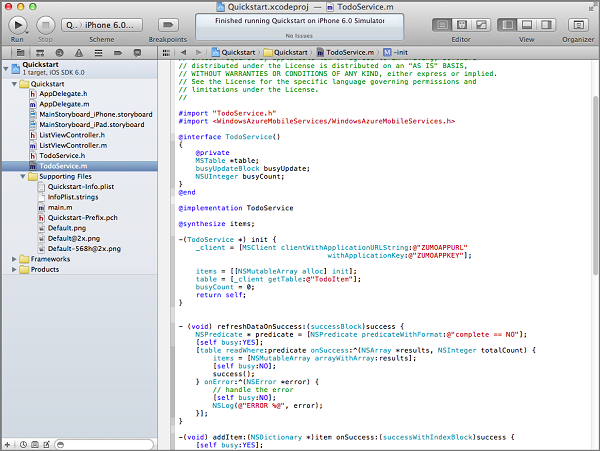 Quickstart.xcodeproj — TodoService.m
Run
Stop
Q... iPhone 6.0...
Scheme
Breakpoints
Finished running Quickstart on iPhone 6.0 Simulator
No Issues
Editor
View
Organizer
Quickstart
Quickstart
TodoService.m
-init
Quickstart
1 target, iOS SDK 6.0
Quickstart
AppDelegate.h
AppDelegate.m
MainStoryboard_iPhone.storyboard
MainStoryboard_iPad.storyboard
ListViewController.h
ListViewController.m
TodoService.h
TodoService.m
Supporting Files
Quickstart-Info.plist
InfoPlist.strings
main.m
Quickstart-Prefix.pch
Default.png
Default@2x.png
Default-568h@2x.png
Frameworks
Products
// distributed under the License is distributed on an "AS IS" BASIS,
// WITHOUT WARRANTIES OR CONDITIONS OF ANY KIND, either express or implied.
// See the License for the specific language governing permissions and
// limitations under the License.
//
#import "TodoService.h"
#import <WindowsAzureMobileServices/WindowsAzureMobileServices.h>
@interface TodoService()
{
@private
MSTable *table;
busyUpdateBlock busyUpdate;
NSUInteger busyCount;
}
@end
@implementation TodoService
@synthesize items;
-(TodoService *) init {
_client = [MSClient clientWithApplicationURLString:@"ZUMOAPPURL"
withApplicationKey:@"ZUMOAPPKEY"];
items = [[NSMutableArray alloc] init];
table = [_client getTable:@"TodoItem"];
busyCount = 0;
return self;
}
- (void) refreshDataOnSuccess:(successBlock)success {
NSPredicate * predicate = [NSPredicate predicateWithFormat:@"complete == NO"];
[self busy:YES];
[table readWhere:predicate onSuccess:^(NSArray *results, NSInteger totalCount) {
items = [NSMutableArray arrayWithArray:results];
[self busy:NO];
success();
} onError:^(NSError *error) {
// handle the error
[self busy:NO];
NSLog(@"ERROR %@", error);
}];
}
-(void) addItem:(NSDictionary *)item onSuccess:(successWithIndexBlock)success {
[self busy:YES];